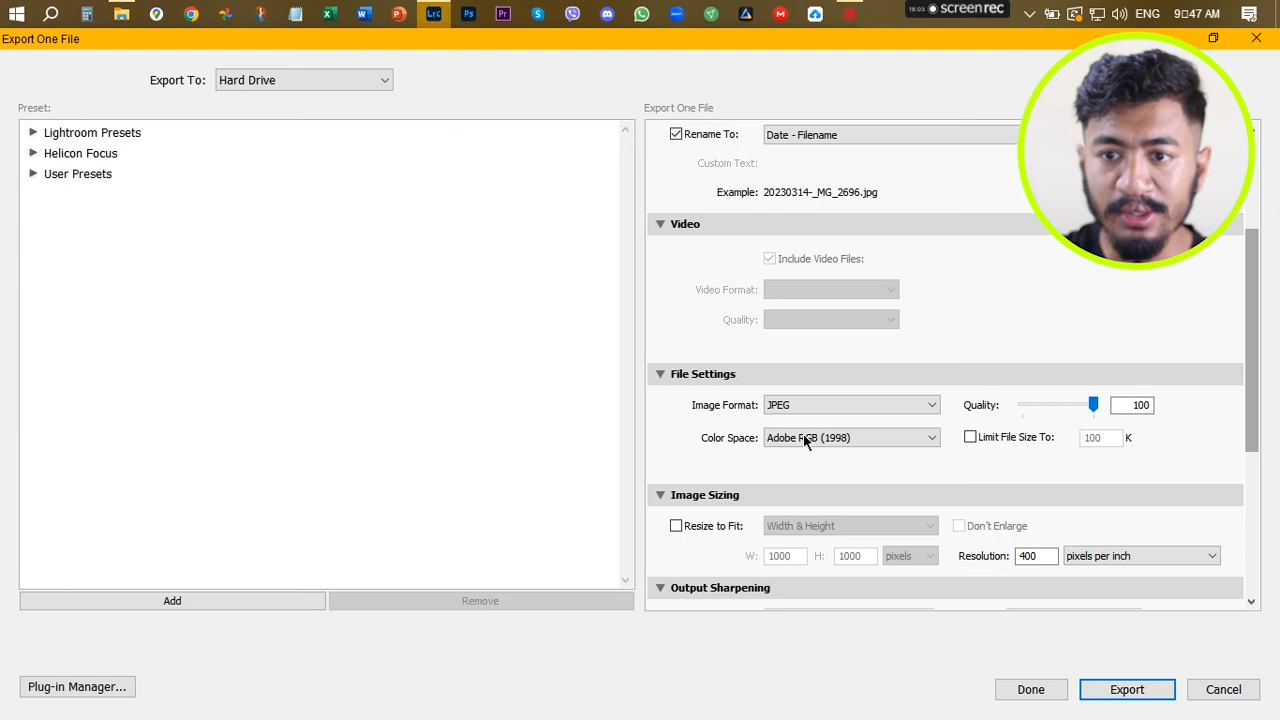 18:03 screenrec
ENG 9:47 AM
Export One File
Export To: Hard Drive
Preset:
Lightroom Presets
Helicon Focus
User Presets
Add Remove
Plug-in Manager...
Export One File
Rename To: Date - Filename
Custom Text:
Example: 20230314-_MG_2696.jpg
Video
Include Video Files:
Video Format:
Quality:
File Settings
Image Format: JPEG Quality: 100
Color Space: Adobe RGB (1998) Limit File Size To: 100 K
Image Sizing
Resize to Fit: Width & Height Don't Enlarge
W: 1000 H: 1000 pixels Resolution: 400 pixels per inch
Output Sharpening
Done Export Cancel